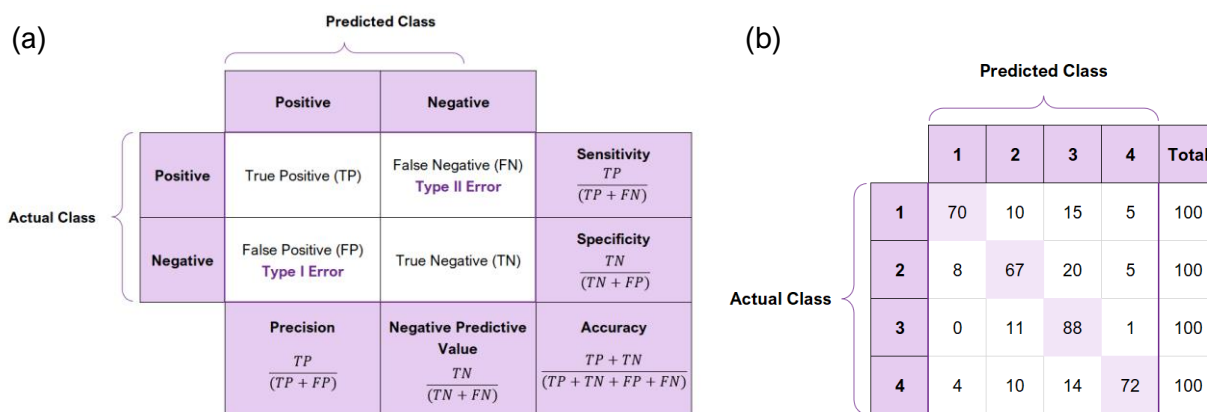 (a)
Predicted Class
Positive Negative
Actual Class
Positive
True Positive (TP)
False Negative (FN)
Type II Error
Sensitivity
TP
(TP + FN)
Negative
False Positive (FP)
Type I Error
True Negative (TN)
Specificity
TN
(TN + FP)
Precision
TP
(TP + FP)
Negative Predictive
Value
TN
(TN + FN)
Accuracy
TP + TN
(TP + TN + FP + FN)
(b)
Predicted Class
1 2 3 4 Total
Actual Class
1 70 10 15 5 100
2 8 67 20 5 100
3 0 11 88 1 100
4 4 10 14 72 100